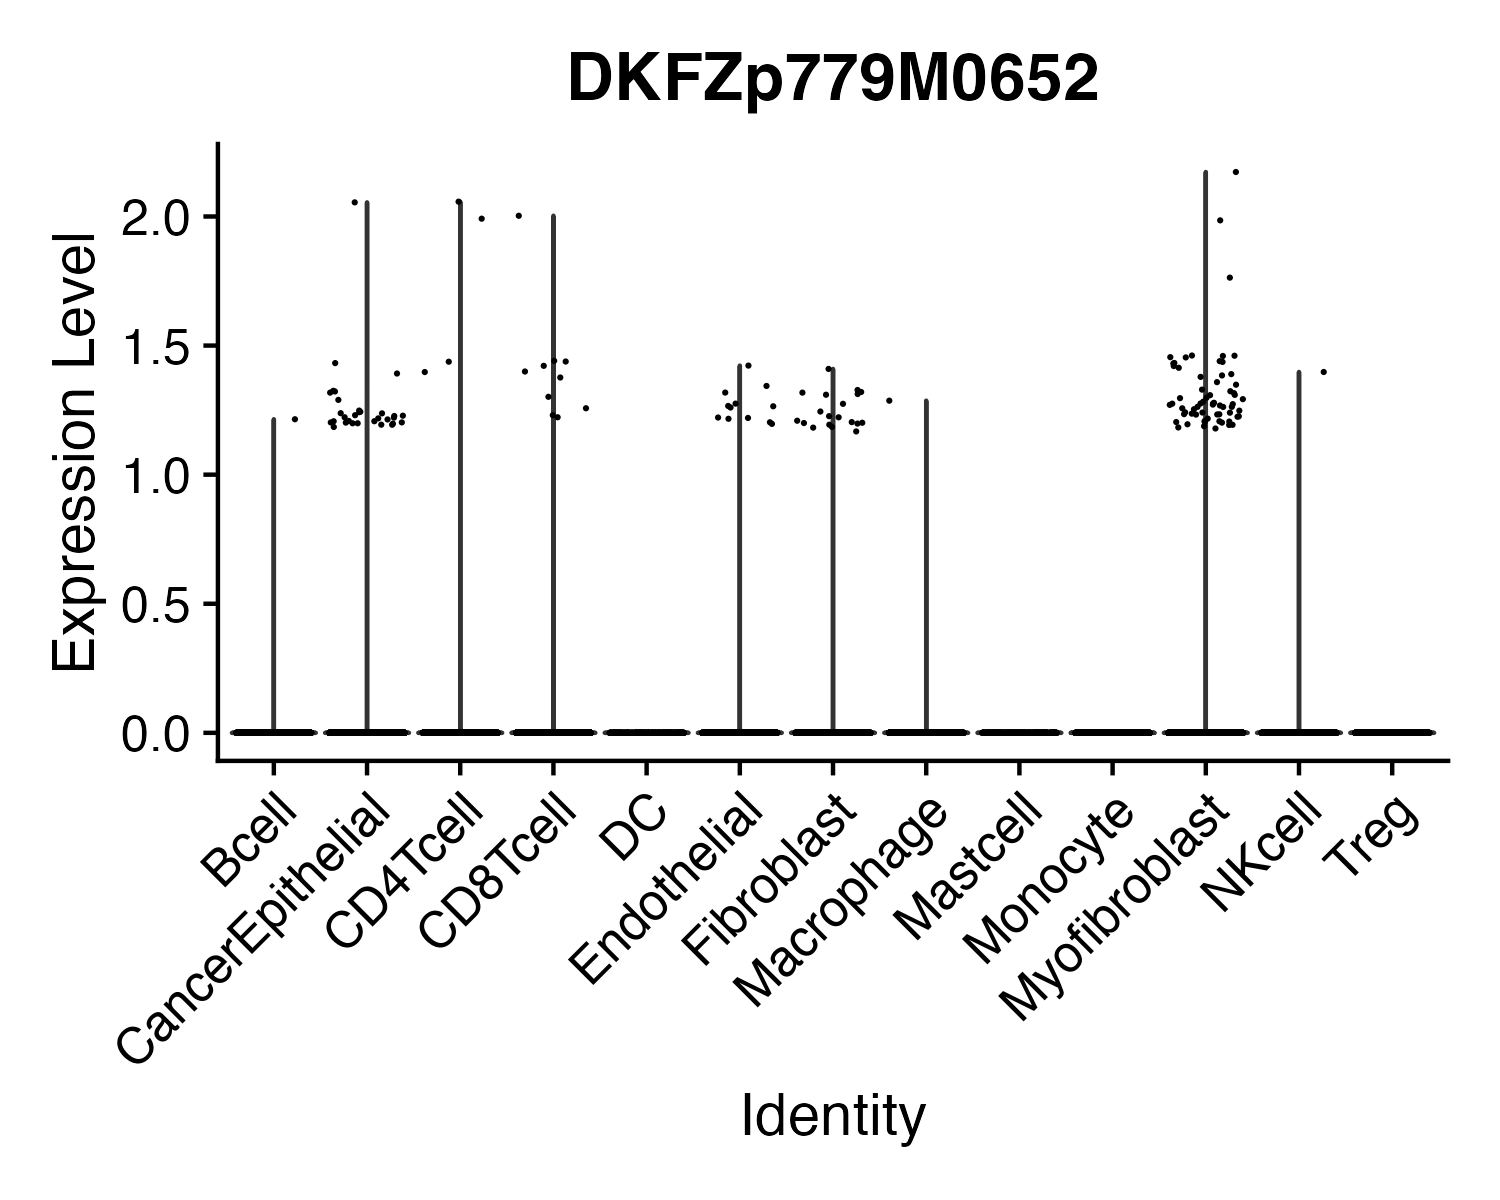 DKFZp779M0652
Expression Level
2.0
1.5
1.0
0.5
0.0
Bcell
CancerEpithelial
CD4Tcell
CD8Tcell
DC
Endothelial
Fibroblast
Macrophage
Mastcell
Monocyte
Myofibroblast
NKcell
Treg
Identity